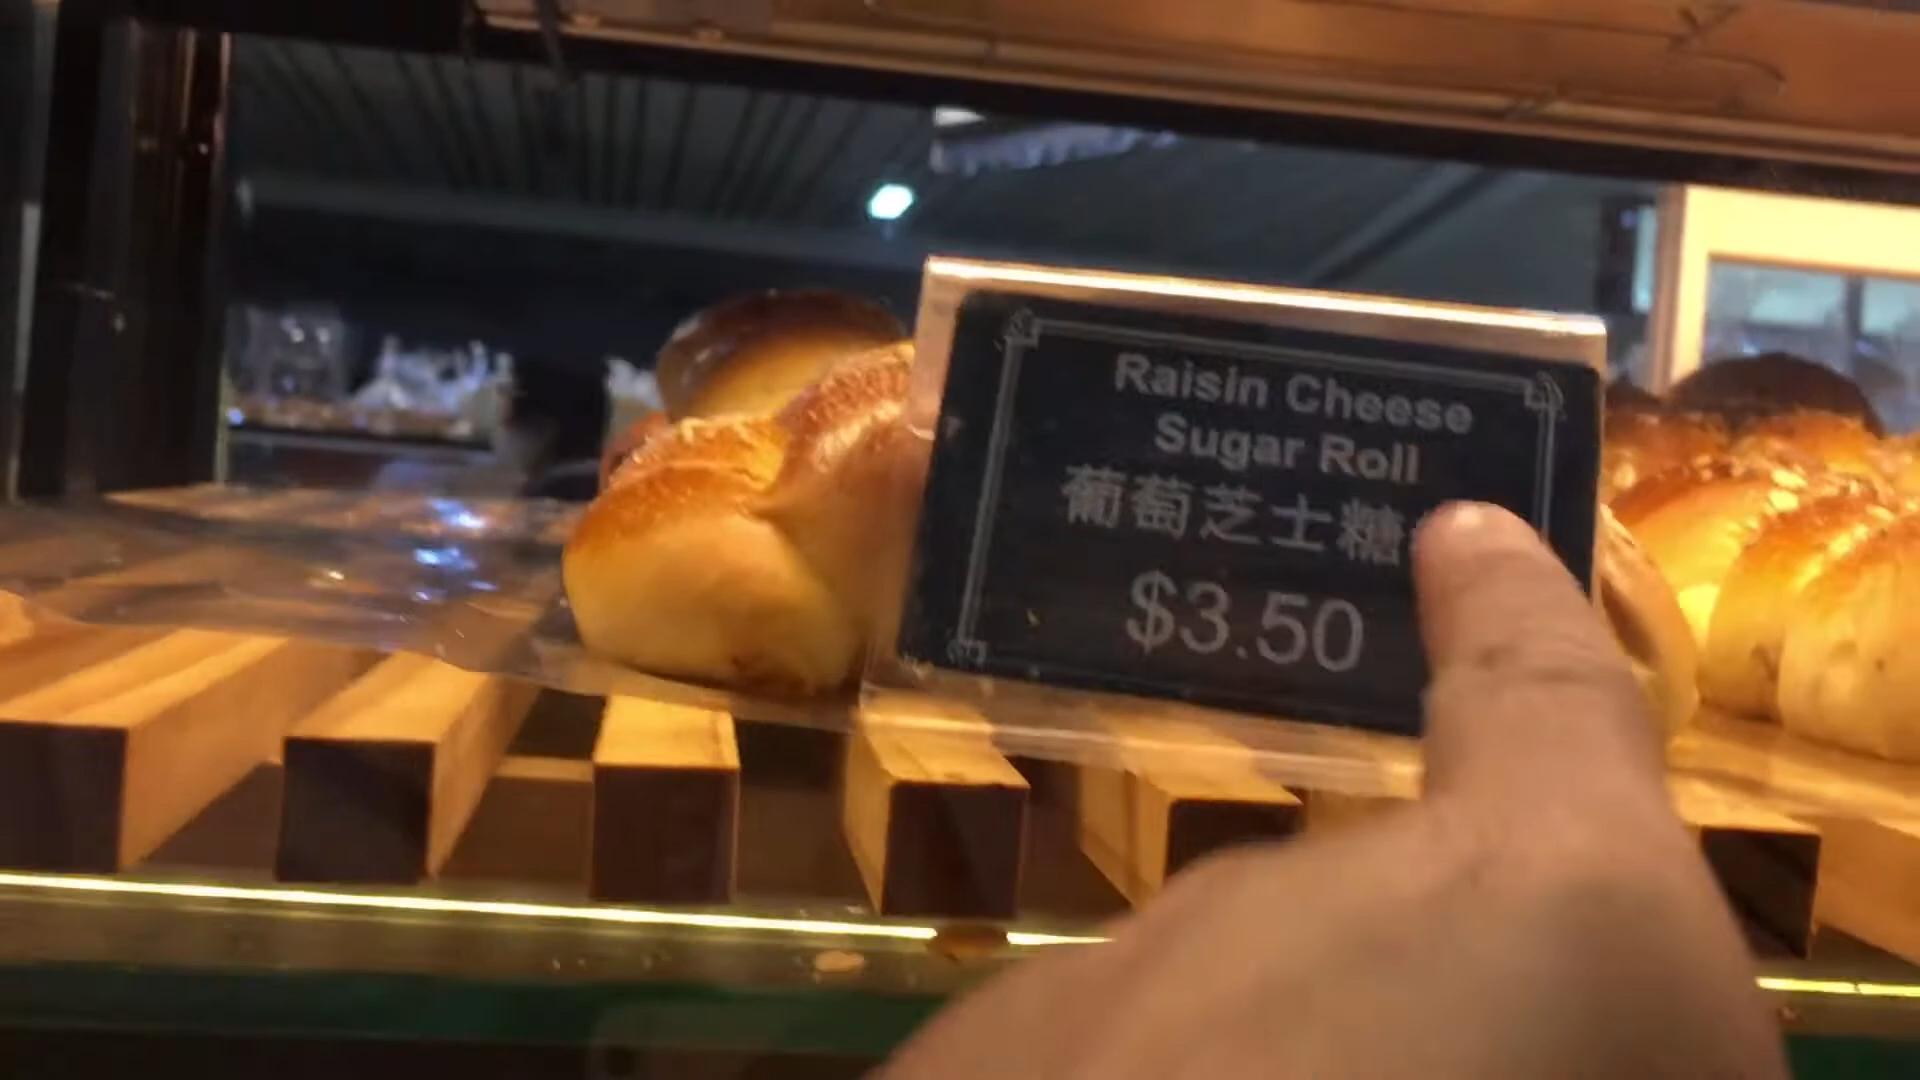 Raisin Cheese
Sugar Roll
葡萄芝士糖
$3.50